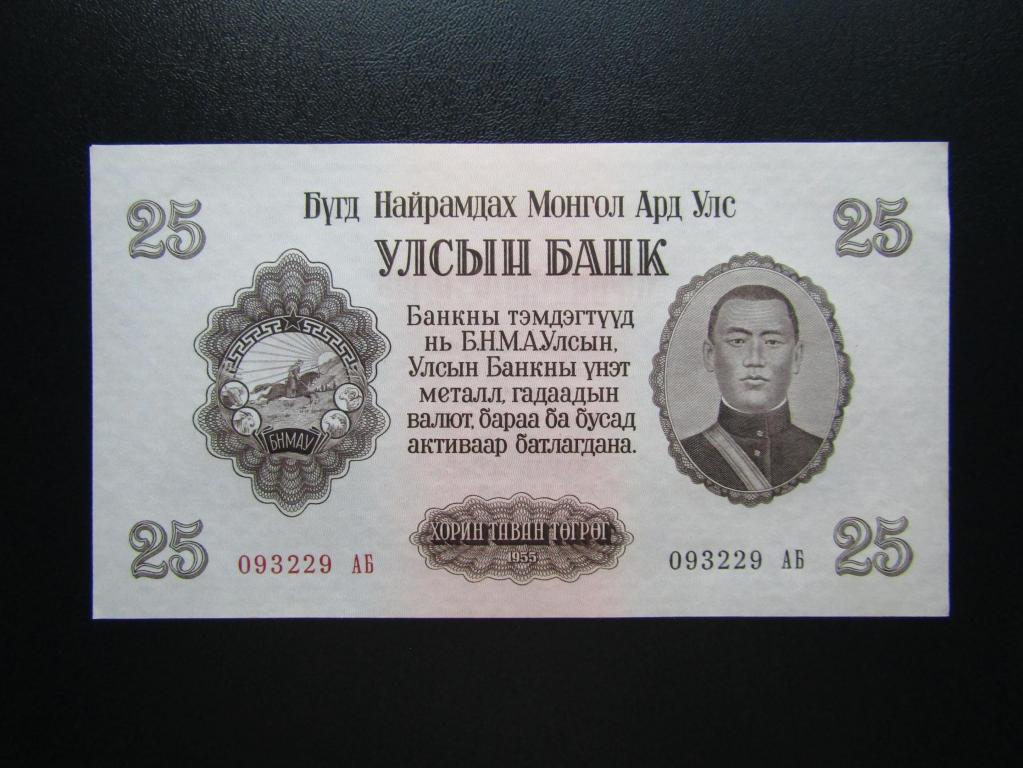 25 25
Бүгд Найрамдах Монгол Ард Улс
УЛСЫН БАНК
Банкны тэмдэгтүүд
нь Б.Н.М.А.Улсын,
Улсын Банкны үнэт
металл, гадаадын
валют, бараа ба бусад
активаар батлагдана.
БНМАУ
ХОРИН ТАВАН ТӨГРӨГ
1955
25 093229 АБ 093229 АБ 25